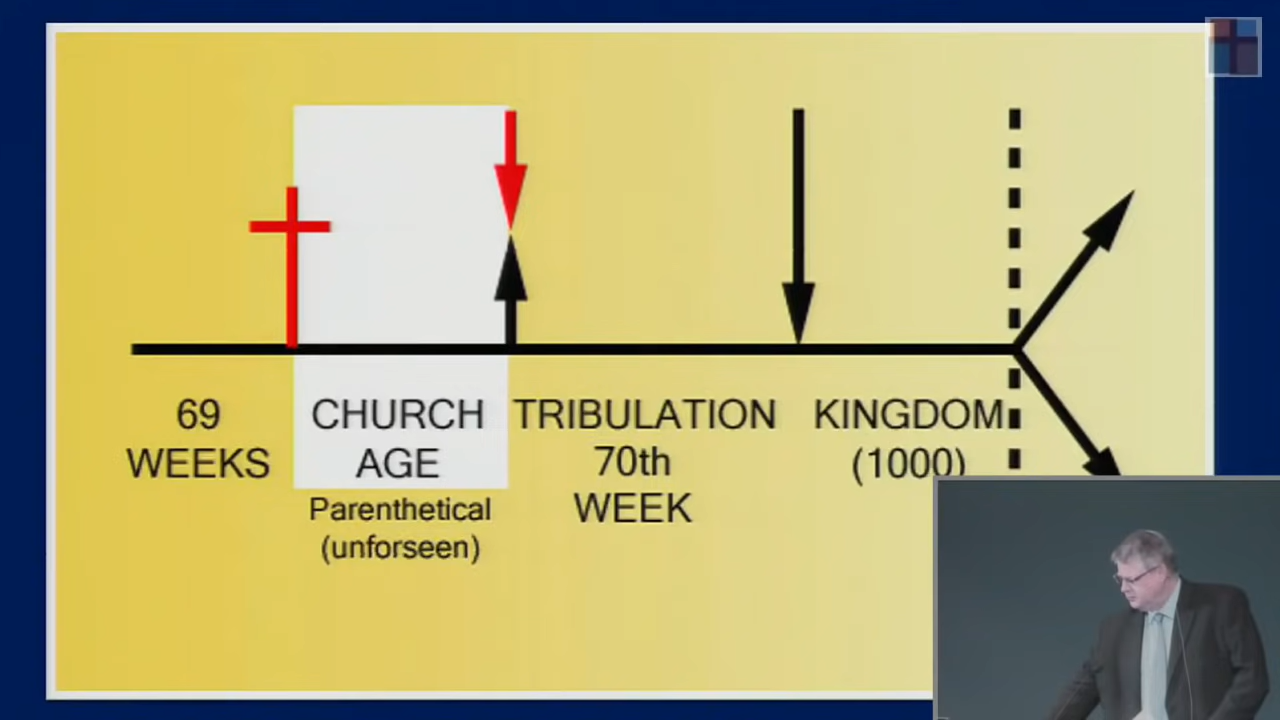 69
WEEKS
CHURCH
AGE
Parenthetical
(unforseen)
TRIBULATION
70th
WEEK
KINGDOM
(1000)